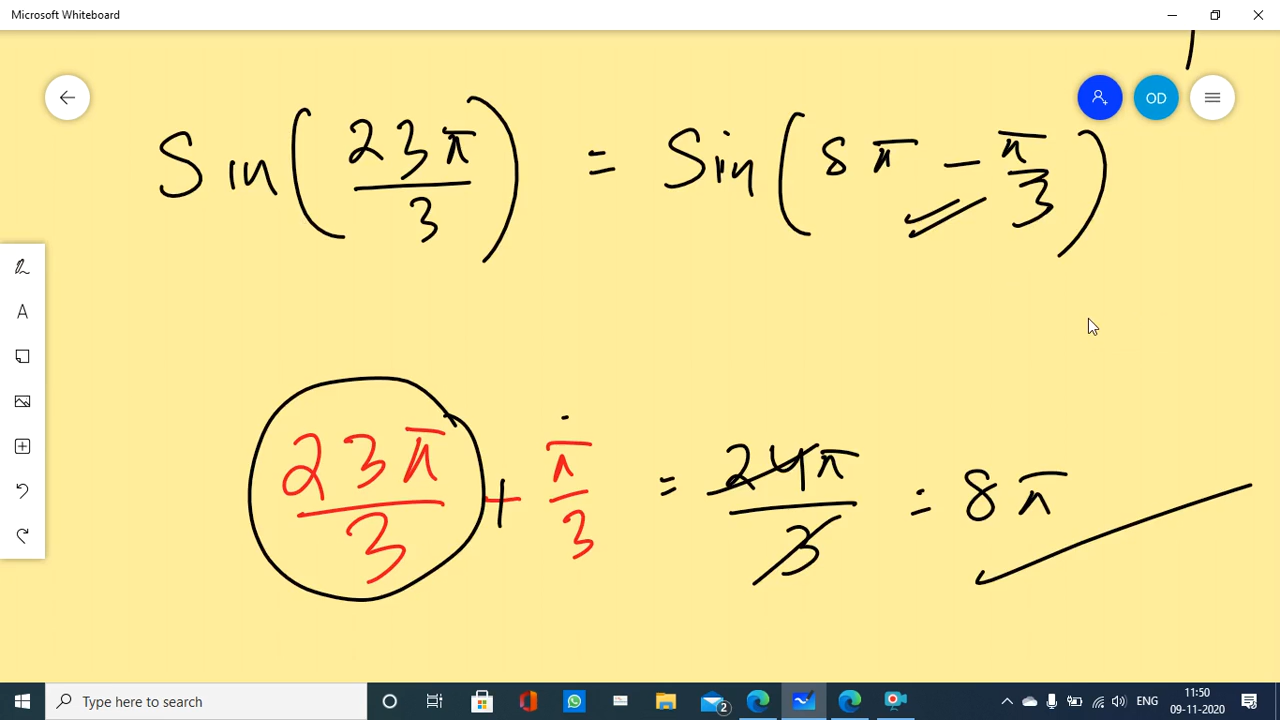 Microsoft Whiteboard
OD
Sin(23π/3) = Sin(8π - π/3)
A
23π/3 + π/3 = 24π/3 = 8π
Type here to search
2
ENG
11:50
09-11-2020